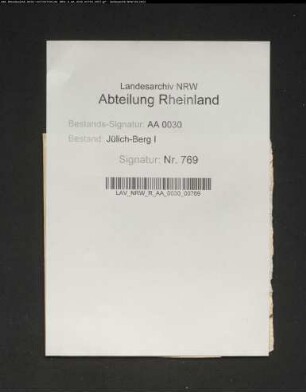 Landesarchiv NRW
Abteilung Rheinland
Bestands-Signatur: AA 0030
Bestand: Jülich-Berg I
Signatur: Nr. 769
LAV_NRW_R_AA_0030_00769